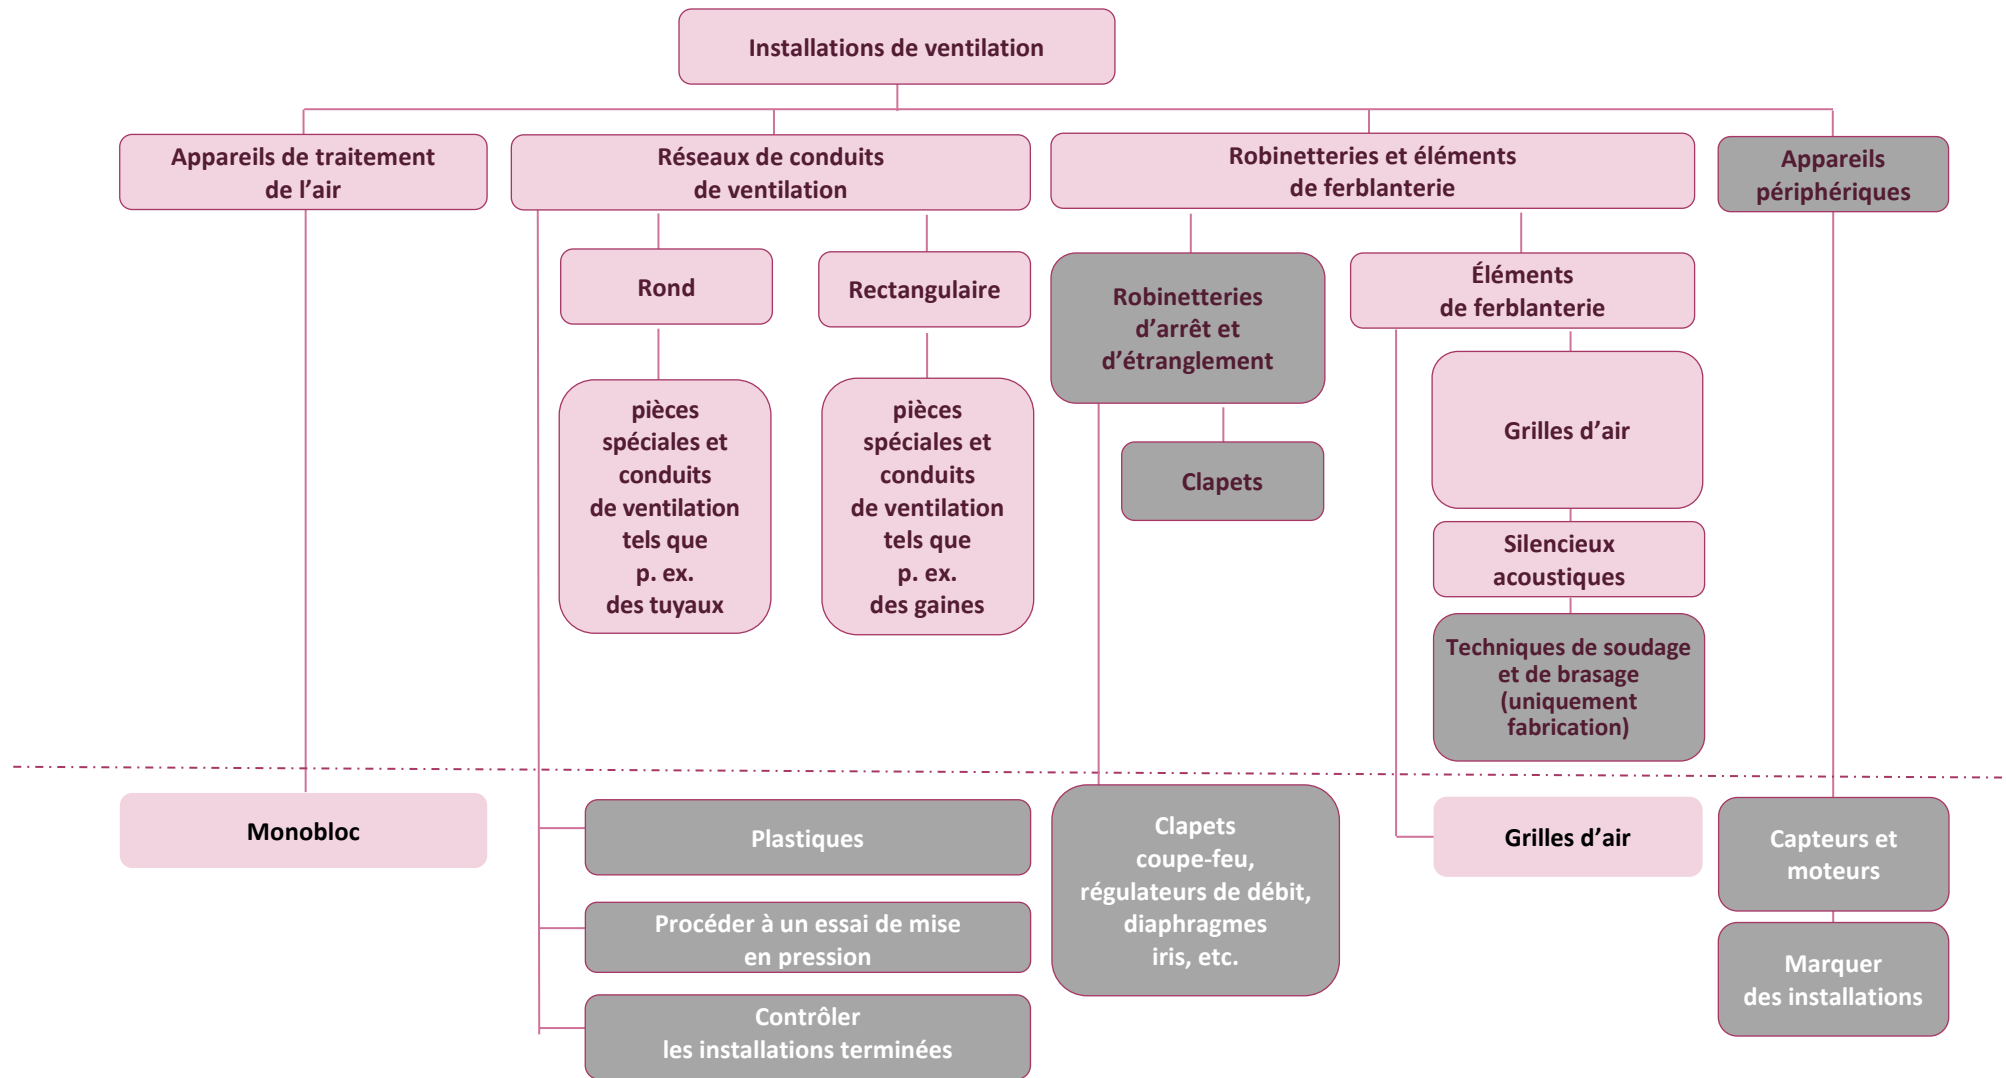 Installations de ventilation
Appareils de traitement
de l’air
Réseaux de conduits
de ventilation
Robinetteries et éléments
de ferblanterie
Appareils
périphériques
Rond
Rectangulaire
Robinetteries
d’arrêt et
d’étranglement
Éléments
de ferblanterie
pièces
spéciales et
conduits
de ventilation
tels que
p. ex.
des tuyaux
pièces
spéciales et
conduits
de ventilation
tels que
p. ex.
des gaines
Clapets
Grilles d’air
Silencieux
acoustiques
Techniques de soudage
et de brasage
(uniquement
fabrication)
Monobloc
Plastiques
Procéder à un essai de mise
en pression
Contrôler
les installations terminées
Clapets
coupe-feu,
régulateurs de débit,
diaphragmes
iris, etc.
Grilles d’air
Capteurs et
moteurs
Marquer
des installations